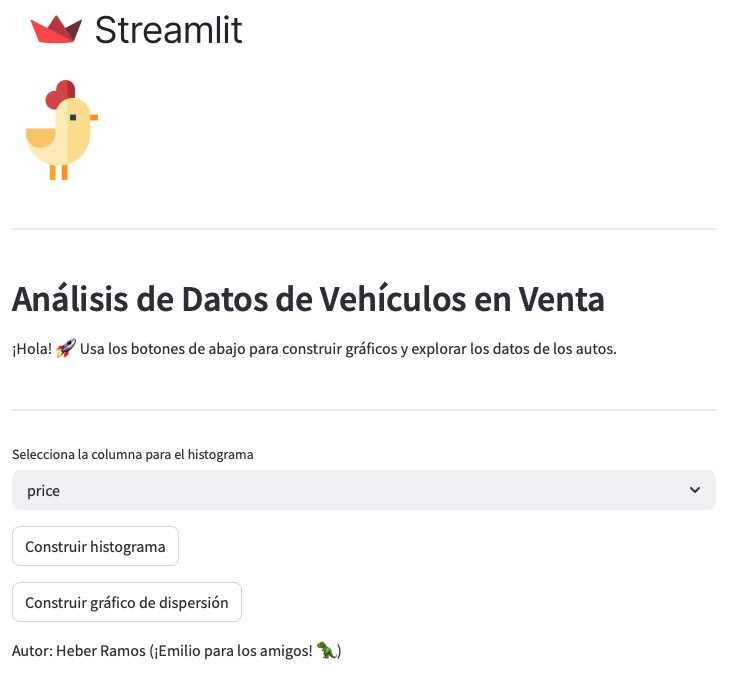 Streamlit
Análisis de Datos de Vehículos en Venta
¡Hola! 🚀 Usa los botones de abajo para construir gráficos y explorar los datos de los autos.
Selecciona la columna para el histograma
price
Construir histograma
Construir gráfico de dispersión
Autor: Heber Ramos (¡Emilio para los amigos! 🦖)